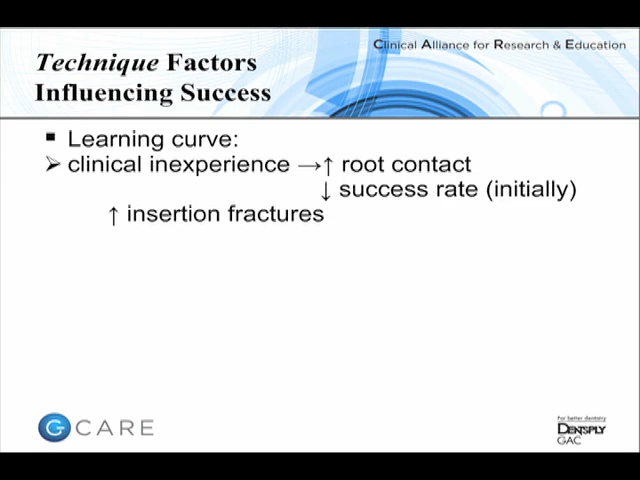 Clinical Alliance for Research & Education
Technique Factors
Influencing Success
▪ Learning curve:
➢ clinical inexperience →↑ root contact
↓ success rate (initially)
↑ insertion fractures
G CARE
For better dentistry
DENTSPLY
GAC